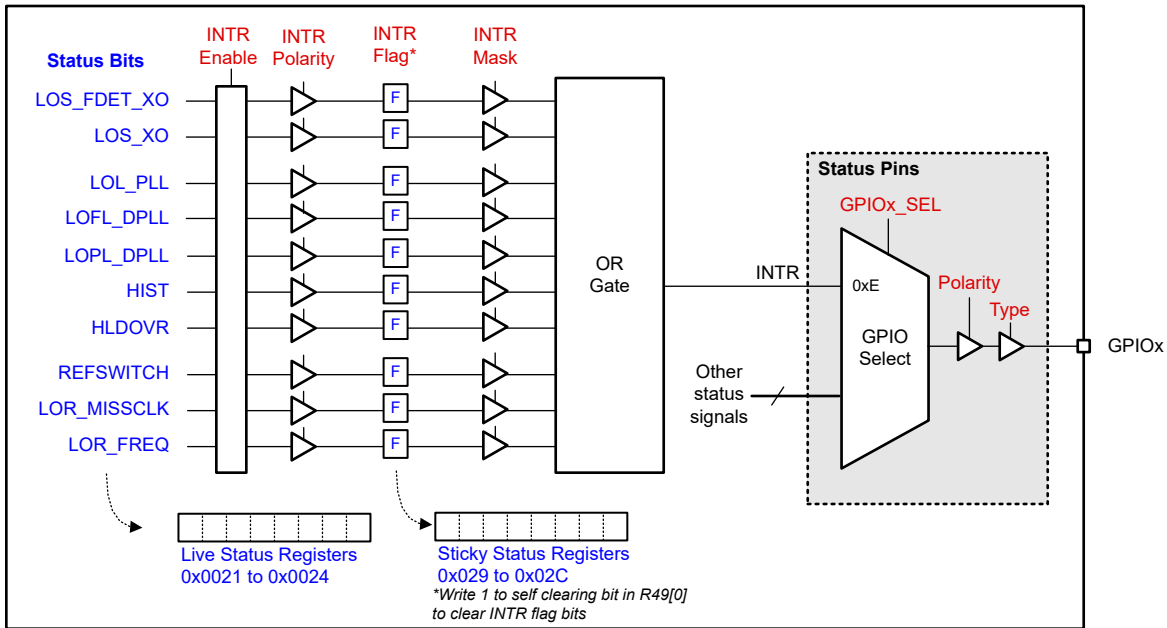 INTR
Enable
INTR
Polarity
INTR
Flag*
INTR
Mask
Status Bits
LOS_FDET_XO
F
LOS_XO
F
LOL_PLL
F
LOFL_DPLL
F
LOPL_DPLL
F
HIST
F
HLDOVR
F
REFSWITCH
F
LOR_MISSCLK
F
LOR_FREQ
F
OR
Gate
INTR
Status Pins
GPIOx_SEL
0xE
GPIO
Select
Polarity
Type
GPIOx
Other
status
signals
Live Status Registers
0x0021 to 0x0024
Sticky Status Registers
0x029 to 0x02C
*Write 1 to self clearing bit in R49[0]
to clear INTR flag bits